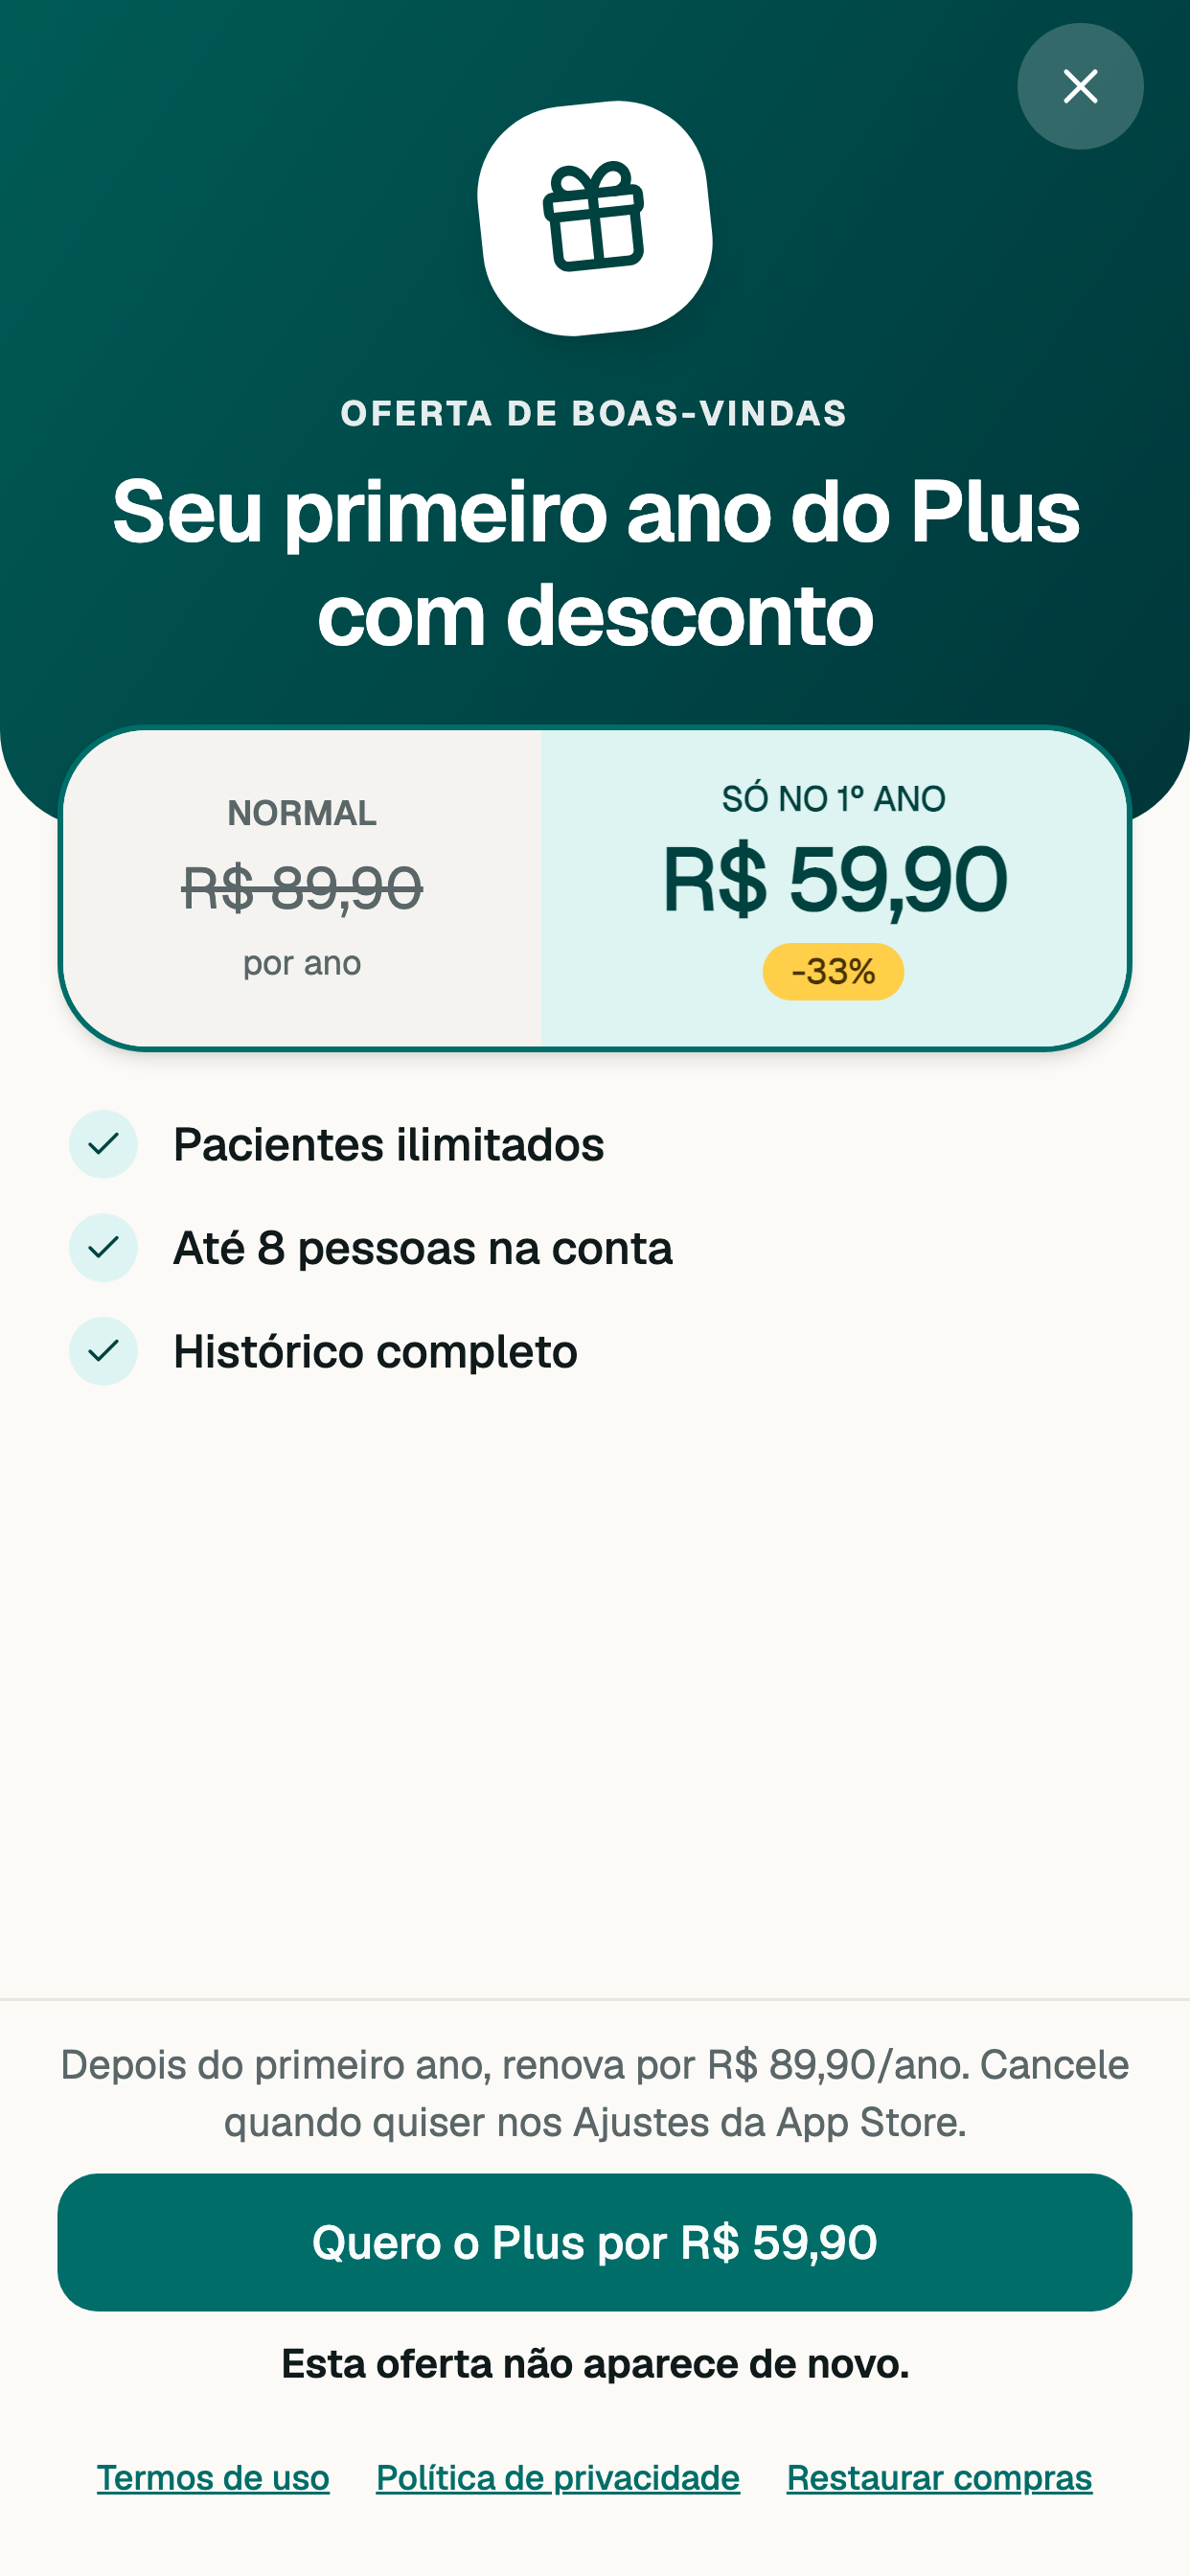 OFERTA DE BOAS-VINDAS
Seu primeiro ano do Plus
com desconto
NORMAL
R$ 89,90
por ano
SÓ NO 1º ANO
R$ 59,90
-33%
Pacientes ilimitados
Até 8 pessoas na conta
Histórico completo
Depois do primeiro ano, renova por R$ 89,90/ano. Cancele
quando quiser nos Ajustes da App Store.
Quero o Plus por R$ 59,90
Esta oferta não aparece de novo.
Termos de uso Política de privacidade Restaurar compras